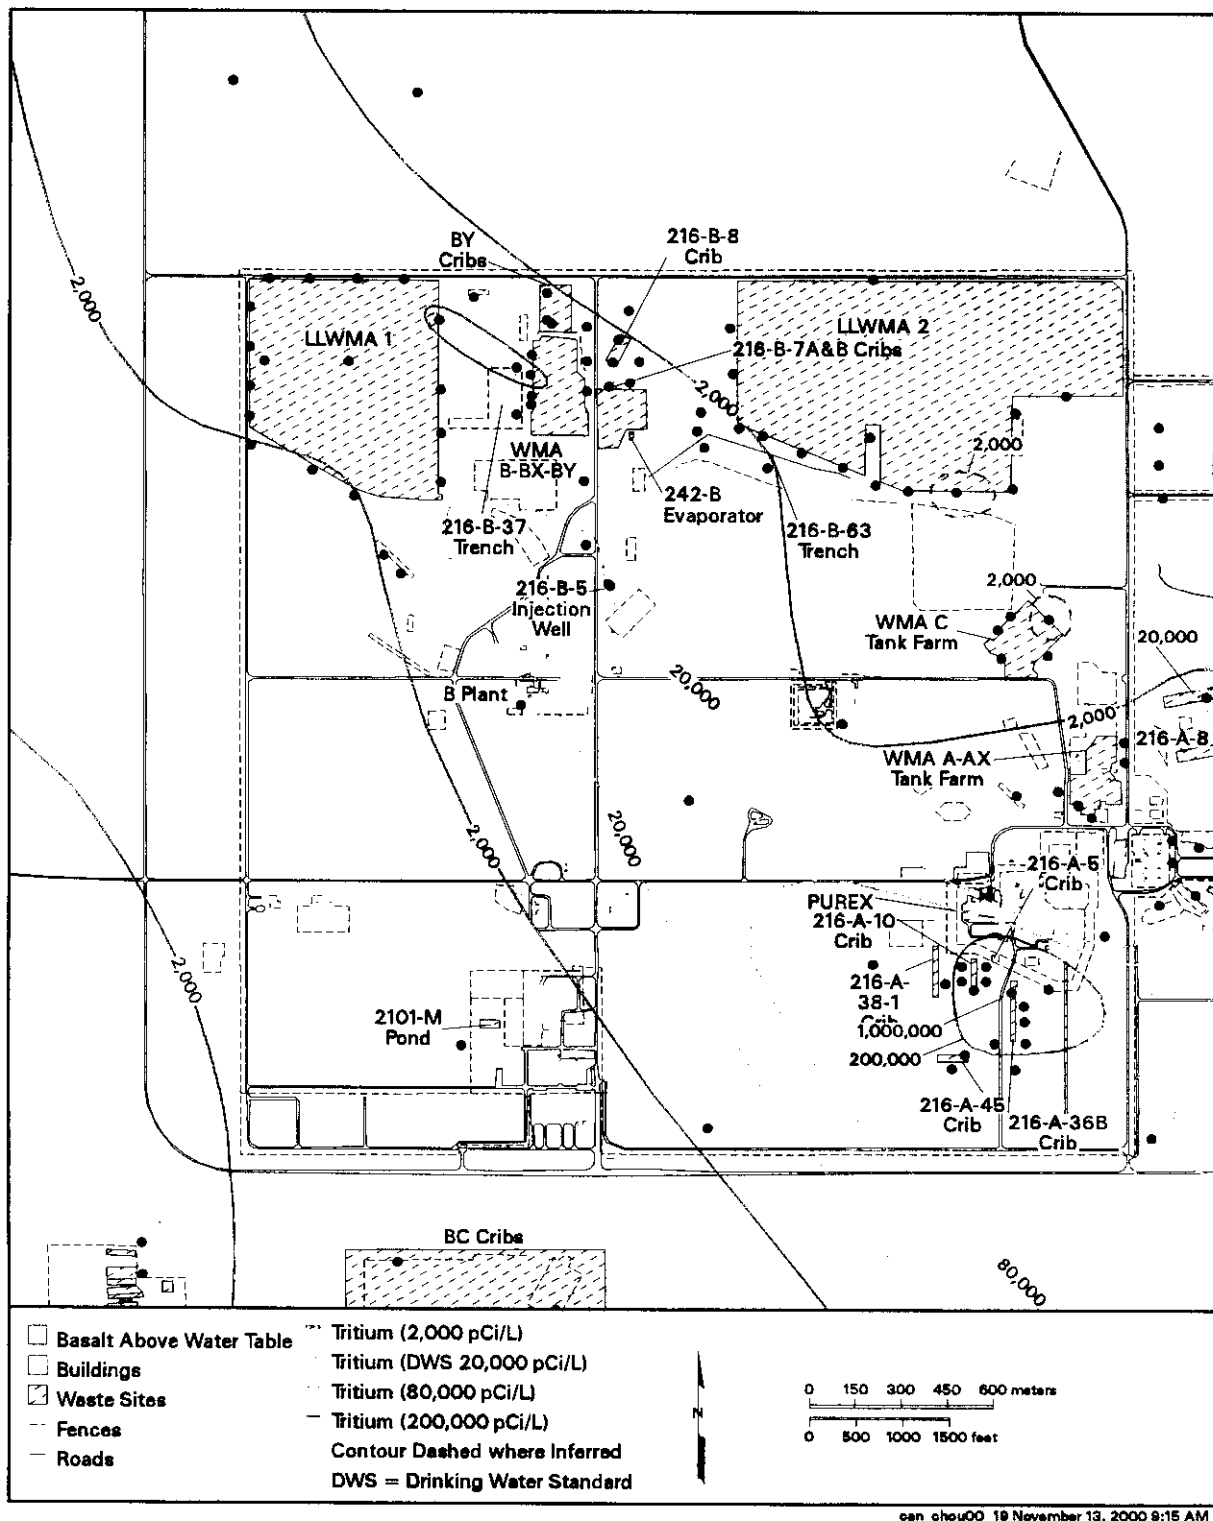 BY
Cribs
216-B-8
Crib
2,000
LLWMA 1
LLWMA 2
216-B-7A&B Cribs
2,000
2,000
WMA
B-BX-BY
242-B
Evaporator
216-B-37
Trench
216-B-63
Trench
2,000
216-B-5
Injection
Well
WMA C
Tank Farm
20,000
B Plant
20,000
2,000
216-A-8
WMA A-AX
Tank Farm
2,000
20,000
216-A-5
Crib
PUREX
216-A-10
Crib
2,000
216-A-
38-1
Crib
1,000,000
200,000
2101-M
Pond
216-A-45
Crib
216-A-36B
Crib
BC Cribs
80,000
Basalt Above Water Table
Buildings
Waste Sites
Fences
Roads
Tritium (2,000 pCi/L)
Tritium (DWS 20,000 pCi/L)
Tritium (80,000 pCi/L)
Tritium (200,000 pCi/L)
Contour Dashed where Inferred
DWS = Drinking Water Standard
N
0 150 300 450 600 meters
0 500 1000 1500 feet
can_chou00_19 November 13, 2000 9:15 AM